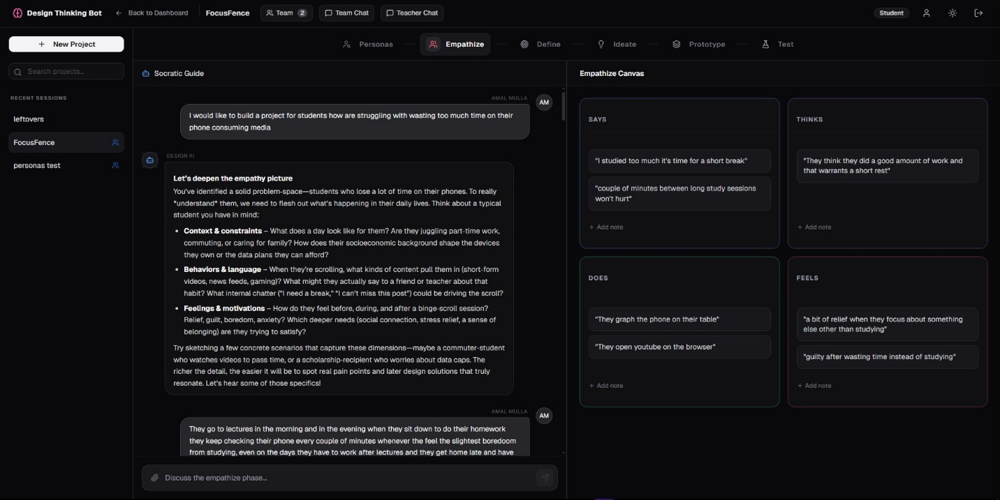 Design Thinking Bot
Back to Dashboard
FocusFence
Team 2
Team Chat
Teacher Chat
Student
New Project
Search projects...
RECENT SESSIONS
leftovers
FocusFence
personas test
Personas
Empathize
Define
Ideate
Prototype
Test
Socratic Guide
AMAL MULLA
AM
I would like to build a project for students how are struggling with wasting too much time on their
phone consuming media
DESIGN AI
Let's deepen the empathy picture
You've identified a solid problem-space—students who lose a lot of time on their phones. To really
*understand* them, we need to flesh out what's happening in their daily lives. Think about a typical
student you have in mind:
• Context & constraints – What does a day look like for them? Are they juggling part-time work,
commuting, or caring for family? How does their socioeconomic background shape the devices
they own or the data plans they can afford?
• Behaviors & language – When they're scrolling, what kinds of content pull them in (short-form
videos, news feeds, gaming)? What might they actually say to a friend or teacher about that
habit? What internal chatter ("I need a break," "I can't miss this post") could be driving the scroll?
• Feelings & motivations – How do they feel before, during, and after a binge-scroll session?
Relief, guilt, boredom, anxiety? Which deeper needs (social connection, stress relief, a sense of
belonging) are they trying to satisfy?
Try sketching a few concrete scenarios that capture these dimensions—maybe a commuter-student
who watches videos to pass time, or a scholarship-recipient who worries about data caps. The
richer the detail, the easier it will be to spot real pain points and later design solutions that truly
resonate. Let's hear some of those specifics!
AMAL MULLA
AM
They go to lectures in the morning and in the evening when they sit down to do their homework
they keep checking their phone every couple of minutes whenever the feel the slightest boredoom
from studying, even on the days they have to work after lectures and they get home late and have
Discuss the empathize phase...
Empathize Canvas
SAYS
"I studied too much it's time for a short break"
"couple of minutes between long study sessions
won't hurt"
+ Add note
THINKS
"They think they did a good amount of work and
that warrants a short rest"
+ Add note
DOES
"They graph the phone on their table"
"They open youtube on the browser"
+ Add note
FEELS
"a bit of relief when they focus about something
else other than studying"
"guilty after wasting time instead of studying"
+ Add note